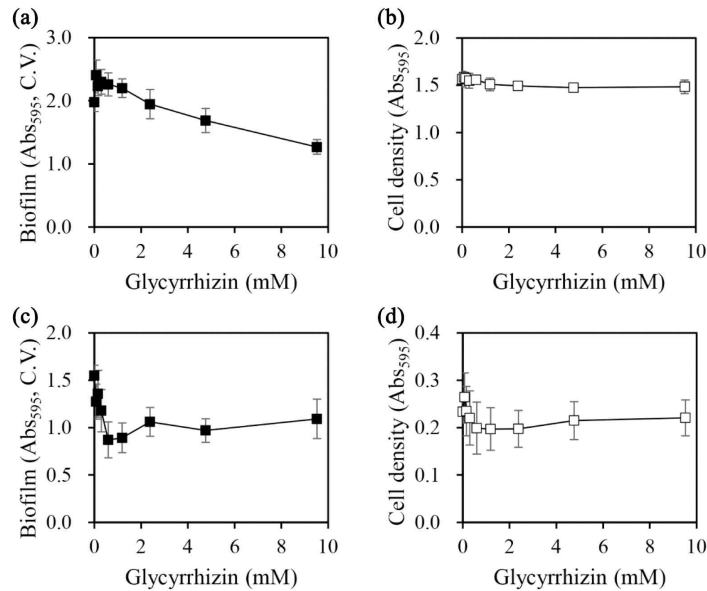 (a)
3.0
2.0
1.0
0.0
Biofilm (Abs595, C.V.)
0 2 4 6 8 10
Glycyrrhizin (mM)
(b)
2.0
1.5
1.0
0.5
0.0
Cell density (Abs595)
0 2 4 6 8 10
Glycyrrhizin (mM)
(c)
2.0
1.5
1.0
0.5
0.0
Biofilm (Abs595, C.V.)
0 2 4 6 8 10
Glycyrrhizin (mM)
(d)
0.4
0.3
0.2
0.1
0.0
Cell density (Abs595)
0 2 4 6 8 10
Glycyrrhizin (mM)